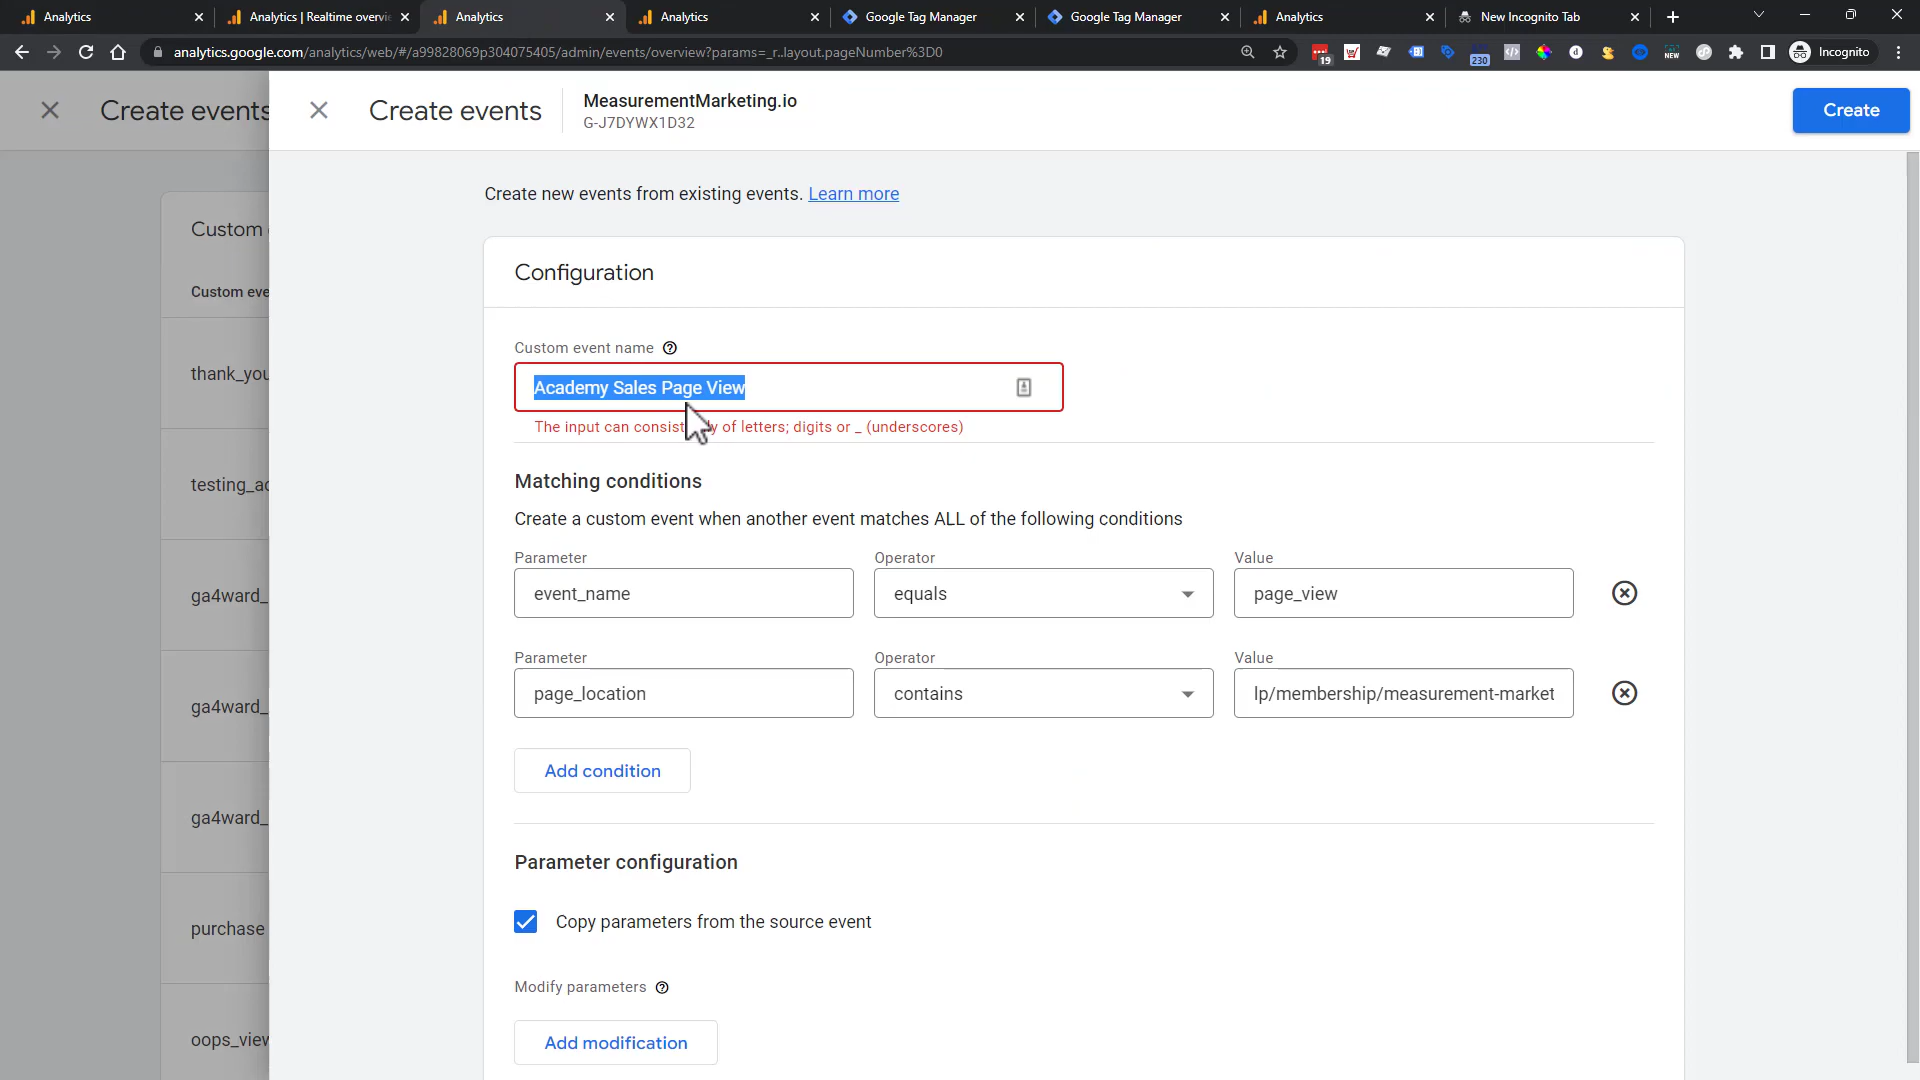 Analytics
Analytics | Realtime overvi
Analytics
Analytics
Google Tag Manager
Google Tag Manager
Analytics
New Incognito Tab
analytics.google.com/analytics/web/#/a99828069p304075405/admin/events/overview?params=_r..layout.pageNumber%3D0
19
230
NEW
Incognito
Create events
Create events
MeasurementMarketing.io
G-J7DYWX1D32
Create
Create new events from existing events. Learn more
Custom
Custom eve
thank_you
testing_ac
ga4ward_
ga4ward_
ga4ward_
purchase
oops_view
Configuration
Custom event name
Academy Sales Page View
The input can consist y of letters; digits or _ (underscores)
Matching conditions
Create a custom event when another event matches ALL of the following conditions
Parameter
Operator
Value
event_name
equals
page_view
Parameter
Operator
Value
page_location
contains
lp/membership/measurement-market
Add condition
Parameter configuration
Copy parameters from the source event
Modify parameters
Add modification